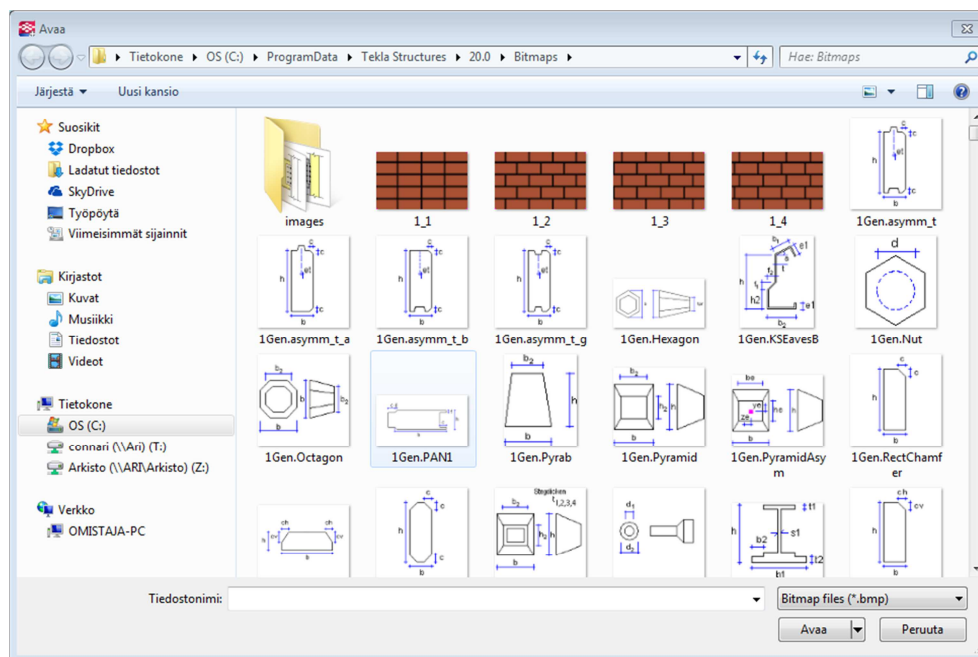 Avaa
Tietokone OS (C:) ProgramData Tekla Structures 20.0 Bitmaps
Hae: Bitmaps
Järjestä Uusi kansio
Suosikit
Dropbox
Ladatut tiedostot
SkyDrive
Työpöytä
Viimeisimmät sijainnit
Kirjastot
Kuvat
Musiikki
Tiedostot
Videot
Tietokone
OS (C:)
connari (\\Ari) (T:)
Arkisto (\\ARI\Arkisto) (Z:)
Verkko
OMISTAJA-PC
images 1_1 1_2 1_3 1_4 1Gen.asymm_t
1Gen.asymm_t_a 1Gen.asymm_t_b 1Gen.asymm_t_g 1Gen.Hexagon 1Gen.KSEavesB 1Gen.Nut
1Gen.Octagon 1Gen.PAN1 1Gen.Pyrab 1Gen.Pyramid 1Gen.PyramidAsy
m 1Gen.RectChamf
er
Tiedostonimi:
Bitmap files (*.bmp)
Avaa Peruuta